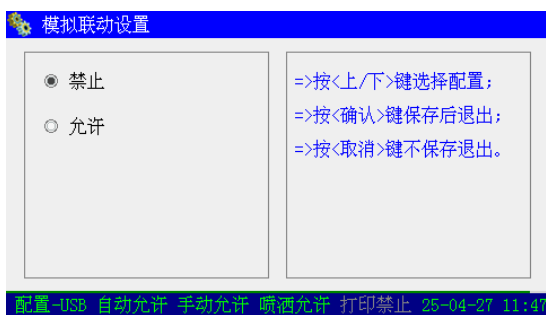 模拟联动设置
禁止
允许
=>按<上/下>键选择配置;
=>按<确认>键保存后退出;
=>按<取消>键不保存退出。
配置-USB 自动允许 手动允许 喷洒允许 打印禁止 25-04-27 11:47